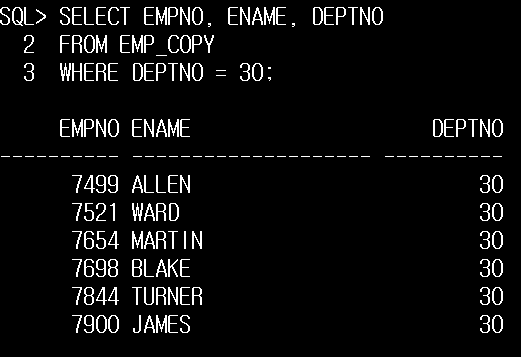 SQL> SELECT EMPNO, ENAME, DEPTNO
  2  FROM EMP_COPY
  3  WHERE DEPTNO = 30;

     EMPNO ENAME                    DEPTNO
---------- -------------------- ----------
      7499 ALLEN                        30
      7521 WARD                         30
      7654 MARTIN                       30
      7698 BLAKE                        30
      7844 TURNER                       30
      7900 JAMES                        30